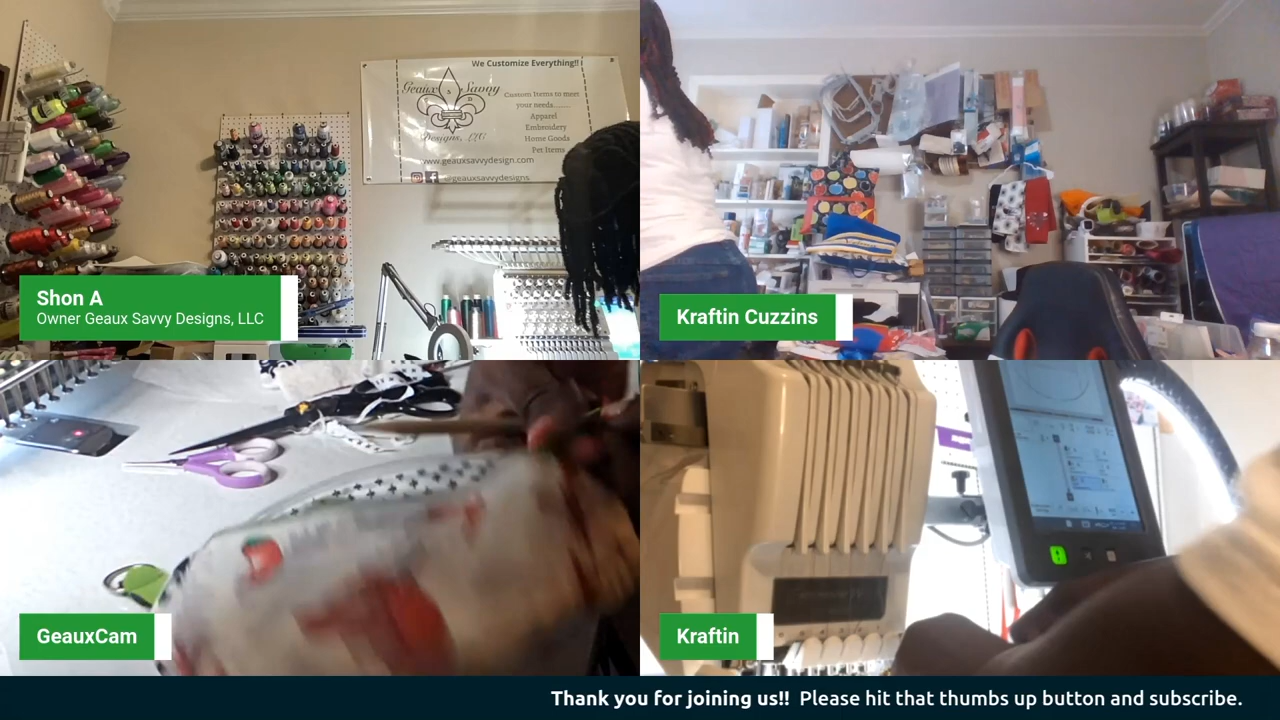 We Customize Everything!!
Geaux Savvy
Designs, LLC
Custom Items to meet
your needs.........
Apparel
Embroidery
Home Goods
Pet Items
www.geauxsavvydesign.com
@geauxsavvydesigns
Shon A
Owner Geaux Savvy Designs, LLC
Kraftin Cuzzins
GeauxCam
Kraftin
Thank you for joining us!! Please hit that thumbs up button and subscribe.